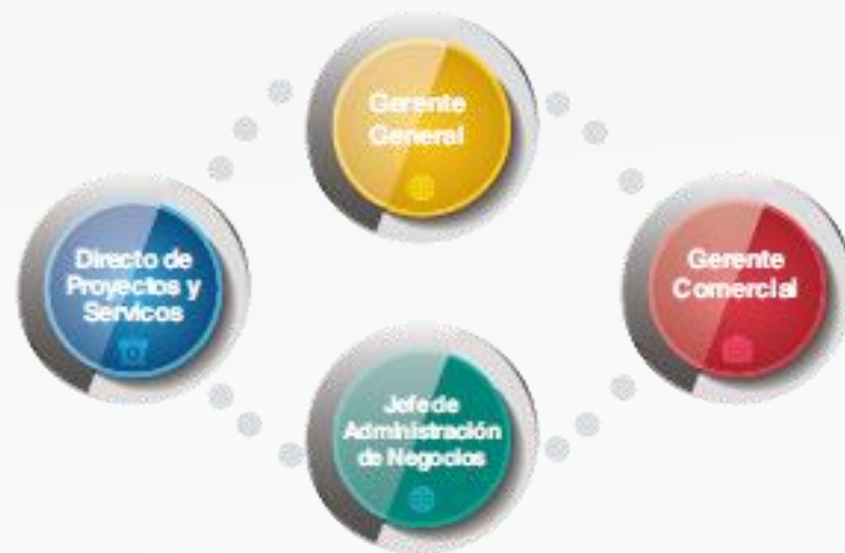 Gerente
General
Directo de
Proyectos y
Servicos
Gerente
Comercial
Jefe de
Administración
de Negocios